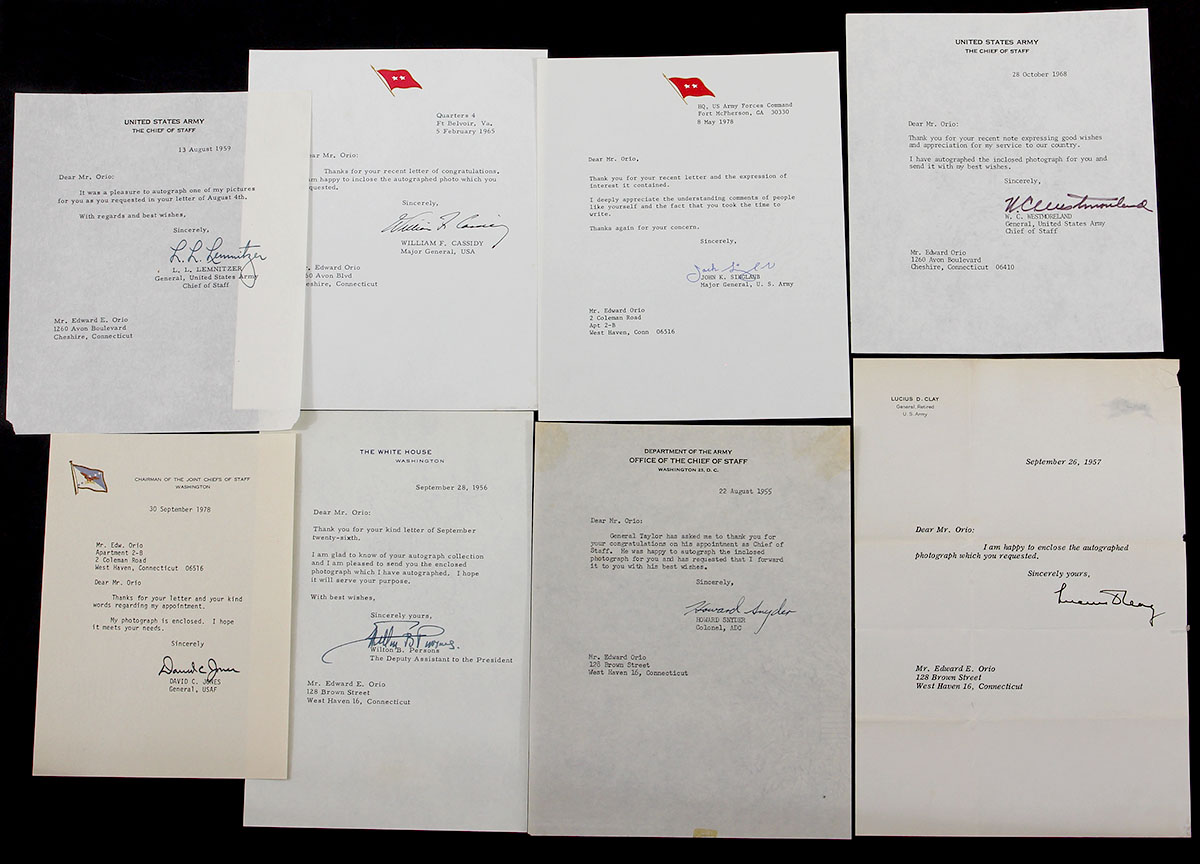 UNITED STATES ARMY
THE CHIEF OF STAFF
13 August 1959
Dear Mr. Orio:
It was a pleasure to autograph one of my pictures
for you as you requested in your letter of August 4th.
With regards and best wishes,
Sincerely,
L. L. Lemnitzer
L. L. LEMNITZER
General, United States Army
Chief of Staff
Mr. Edward E. Orio
1260 Avon Boulevard
Cheshire, Connecticut
Quarters 4
Ft Belvoir, Va.
5 February 1965
ear Mr. Orio:
Thanks for your recent letter of congratulations.
m happy to inclose the autographed photo which you
quested.
Sincerely,
William F. Cassidy
WILLIAM F. CASSIDY
Major General, USA
. Edward Orio
60 Avon Blvd
eshire, Connecticut
HQ, US Army Forces Command
Fort McPherson, GA 30330
8 May 1978
Dear Mr. Orio,
Thank you for your recent letter and the expression of
interest it contained.
I deeply appreciate the understanding comments of people
like yourself and the fact that you took the time to
write.
Thanks again for your concern.
Sincerely,
Jack Singlaub
JOHN K. SINGLAUB
Major General, U. S. Army
Mr. Edward Orio
2 Coleman Road
Apt 2-B
West Haven, Conn 06516
UNITED STATES ARMY
THE CHIEF OF STAFF
28 October 1968
Dear Mr. Orio:
Thank you for your recent note expressing good wishes
and appreciation for my service to our country.
I have autographed the inclosed photograph for you and
send it with my best wishes.
Sincerely,
W C Westmoreland
W. C. WESTMORELAND
General, United States Army
Chief of Staff
Mr. Edward Orio
1260 Avon Boulevard
Cheshire, Connecticut 06410
CHAIRMAN OF THE JOINT CHIEFS OF STAFF
WASHINGTON
30 September 1978
Mr. Edw. Orio
Apartment 2-B
2 Coleman Road
West Haven, Connecticut 06516
Dear Mr. Orio
Thanks for your letter and your kind
words regarding my appointment.
My photograph is enclosed. I hope
it meets your needs.
Sincerely
David C. Jones
DAVID C. JONES
General, USAF
THE WHITE HOUSE
WASHINGTON
September 28, 1956
Dear Mr. Orio:
Thank you for your kind letter of September
twenty-sixth.
I am glad to know of your autograph collection
and I am pleased to send you the enclosed
photograph which I have autographed. I hope
it will serve your purpose.
With best wishes,
Sincerely yours,
Wilton B. Persons
Wilton B. Persons
The Deputy Assistant to the President
Mr. Edward E. Orio
128 Brown Street
West Haven 16, Connecticut
DEPARTMENT OF THE ARMY
OFFICE OF THE CHIEF OF STAFF
WASHINGTON 25, D. C.
22 August 1955
Dear Mr. Orio:
General Taylor has asked me to thank you for
your congratulations on his appointment as Chief of
Staff. He was happy to autograph the inclosed
photograph for you and has requested that I forward
it to you with his best wishes.
Sincerely,
Howard Snyder
HOWARD SNYDER
Colonel, ADC
Mr. Edward Orio
128 Brown Street
West Haven 16, Connecticut
LUCIUS D. CLAY
General, Retired
U. S. Army
September 26, 1957
Dear Mr. Orio:
I am happy to enclose the autographed
photograph which you requested.
Sincerely yours,
Lucius D Clay
Mr. Edward E. Orio
128 Brown Street
West Haven 16, Connecticut